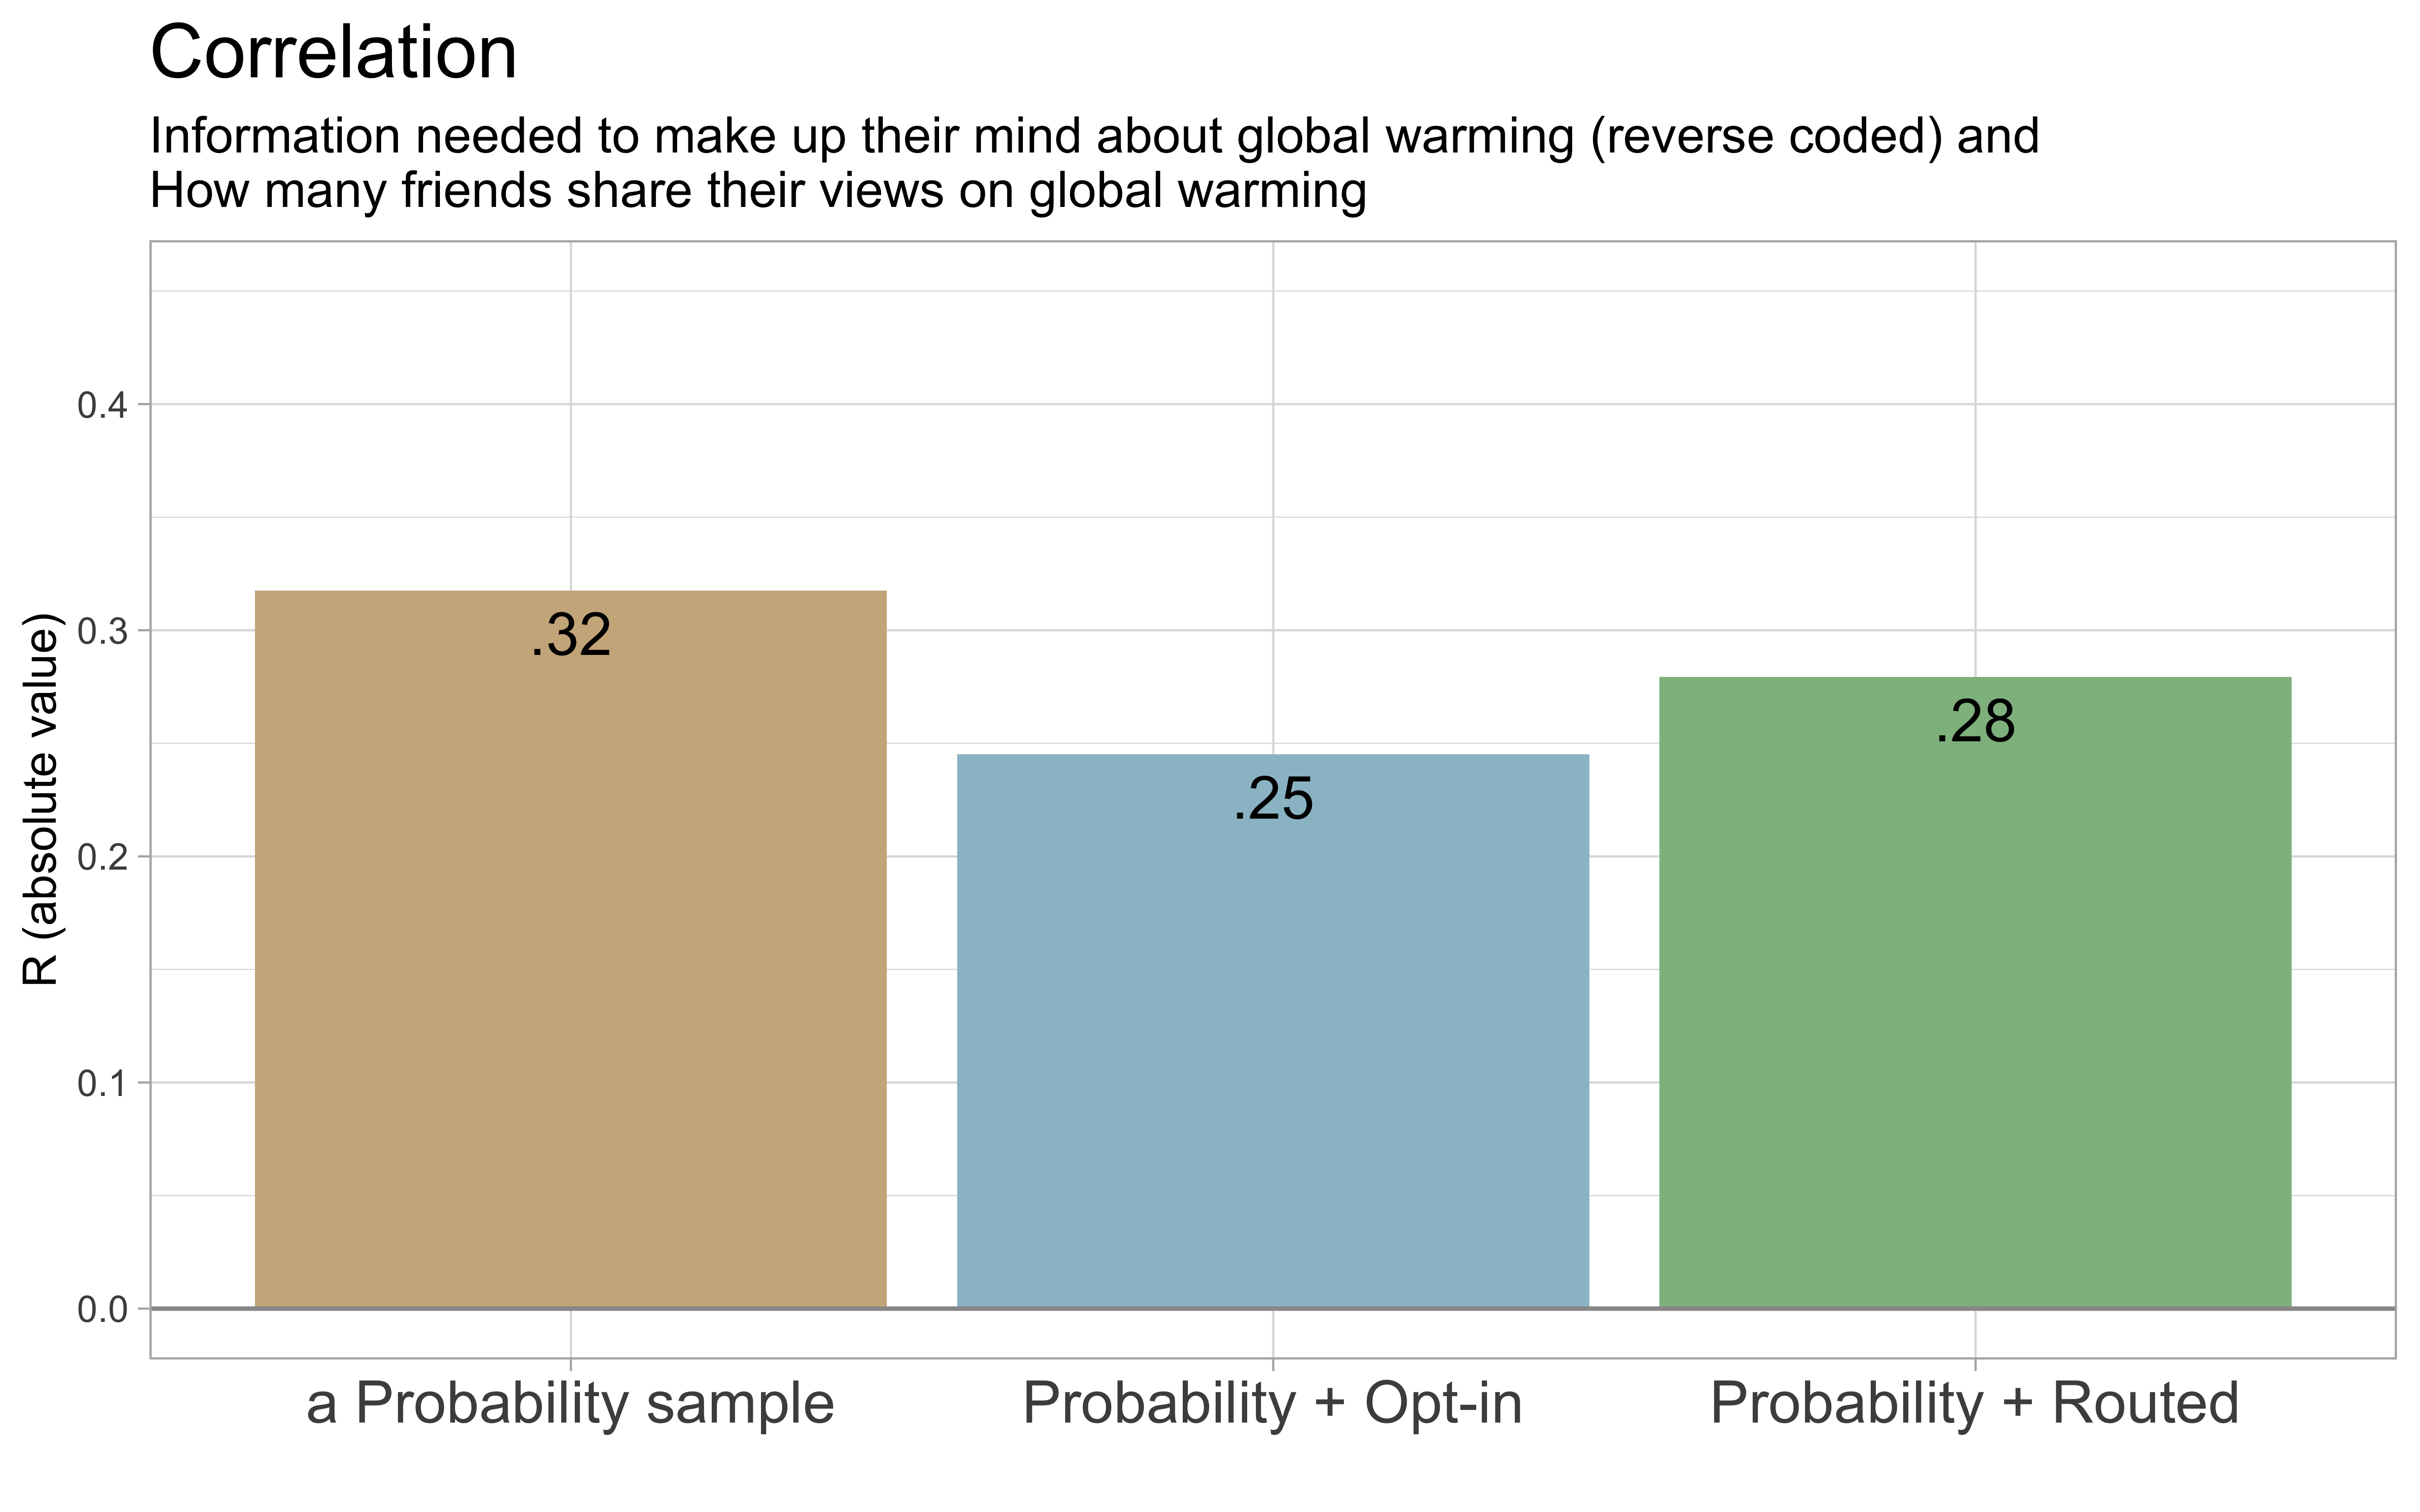 Correlation
Information needed to make up their mind about global warming (reverse coded) and
How many friends share their views on global warming
R (absolute value)
0.4
0.3
0.2
0.1
0.0
.32
.25
.28
a Probability sample
Probability + Opt-in
Probability + Routed